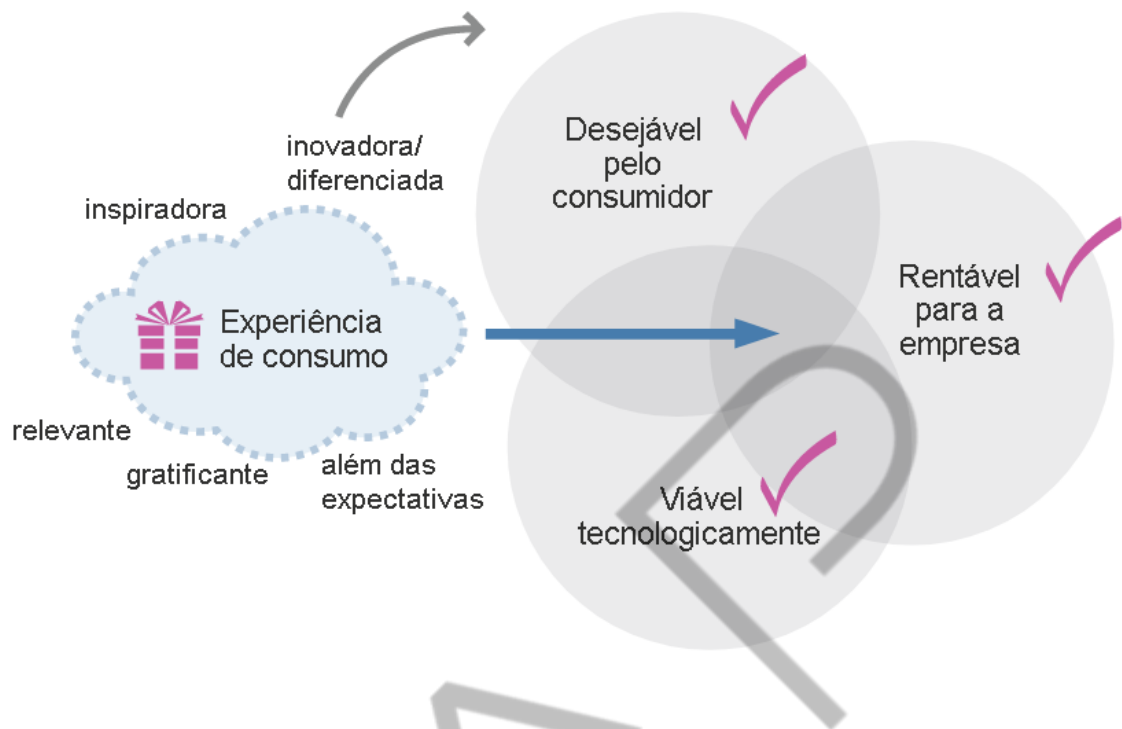 inovadora/
diferenciada
inspiradora
Experiência
de consumo
relevante
gratificante
além das
expectativas
Desejável
pelo
consumidor
Rentável
para a
empresa
Viável
tecnologicamente